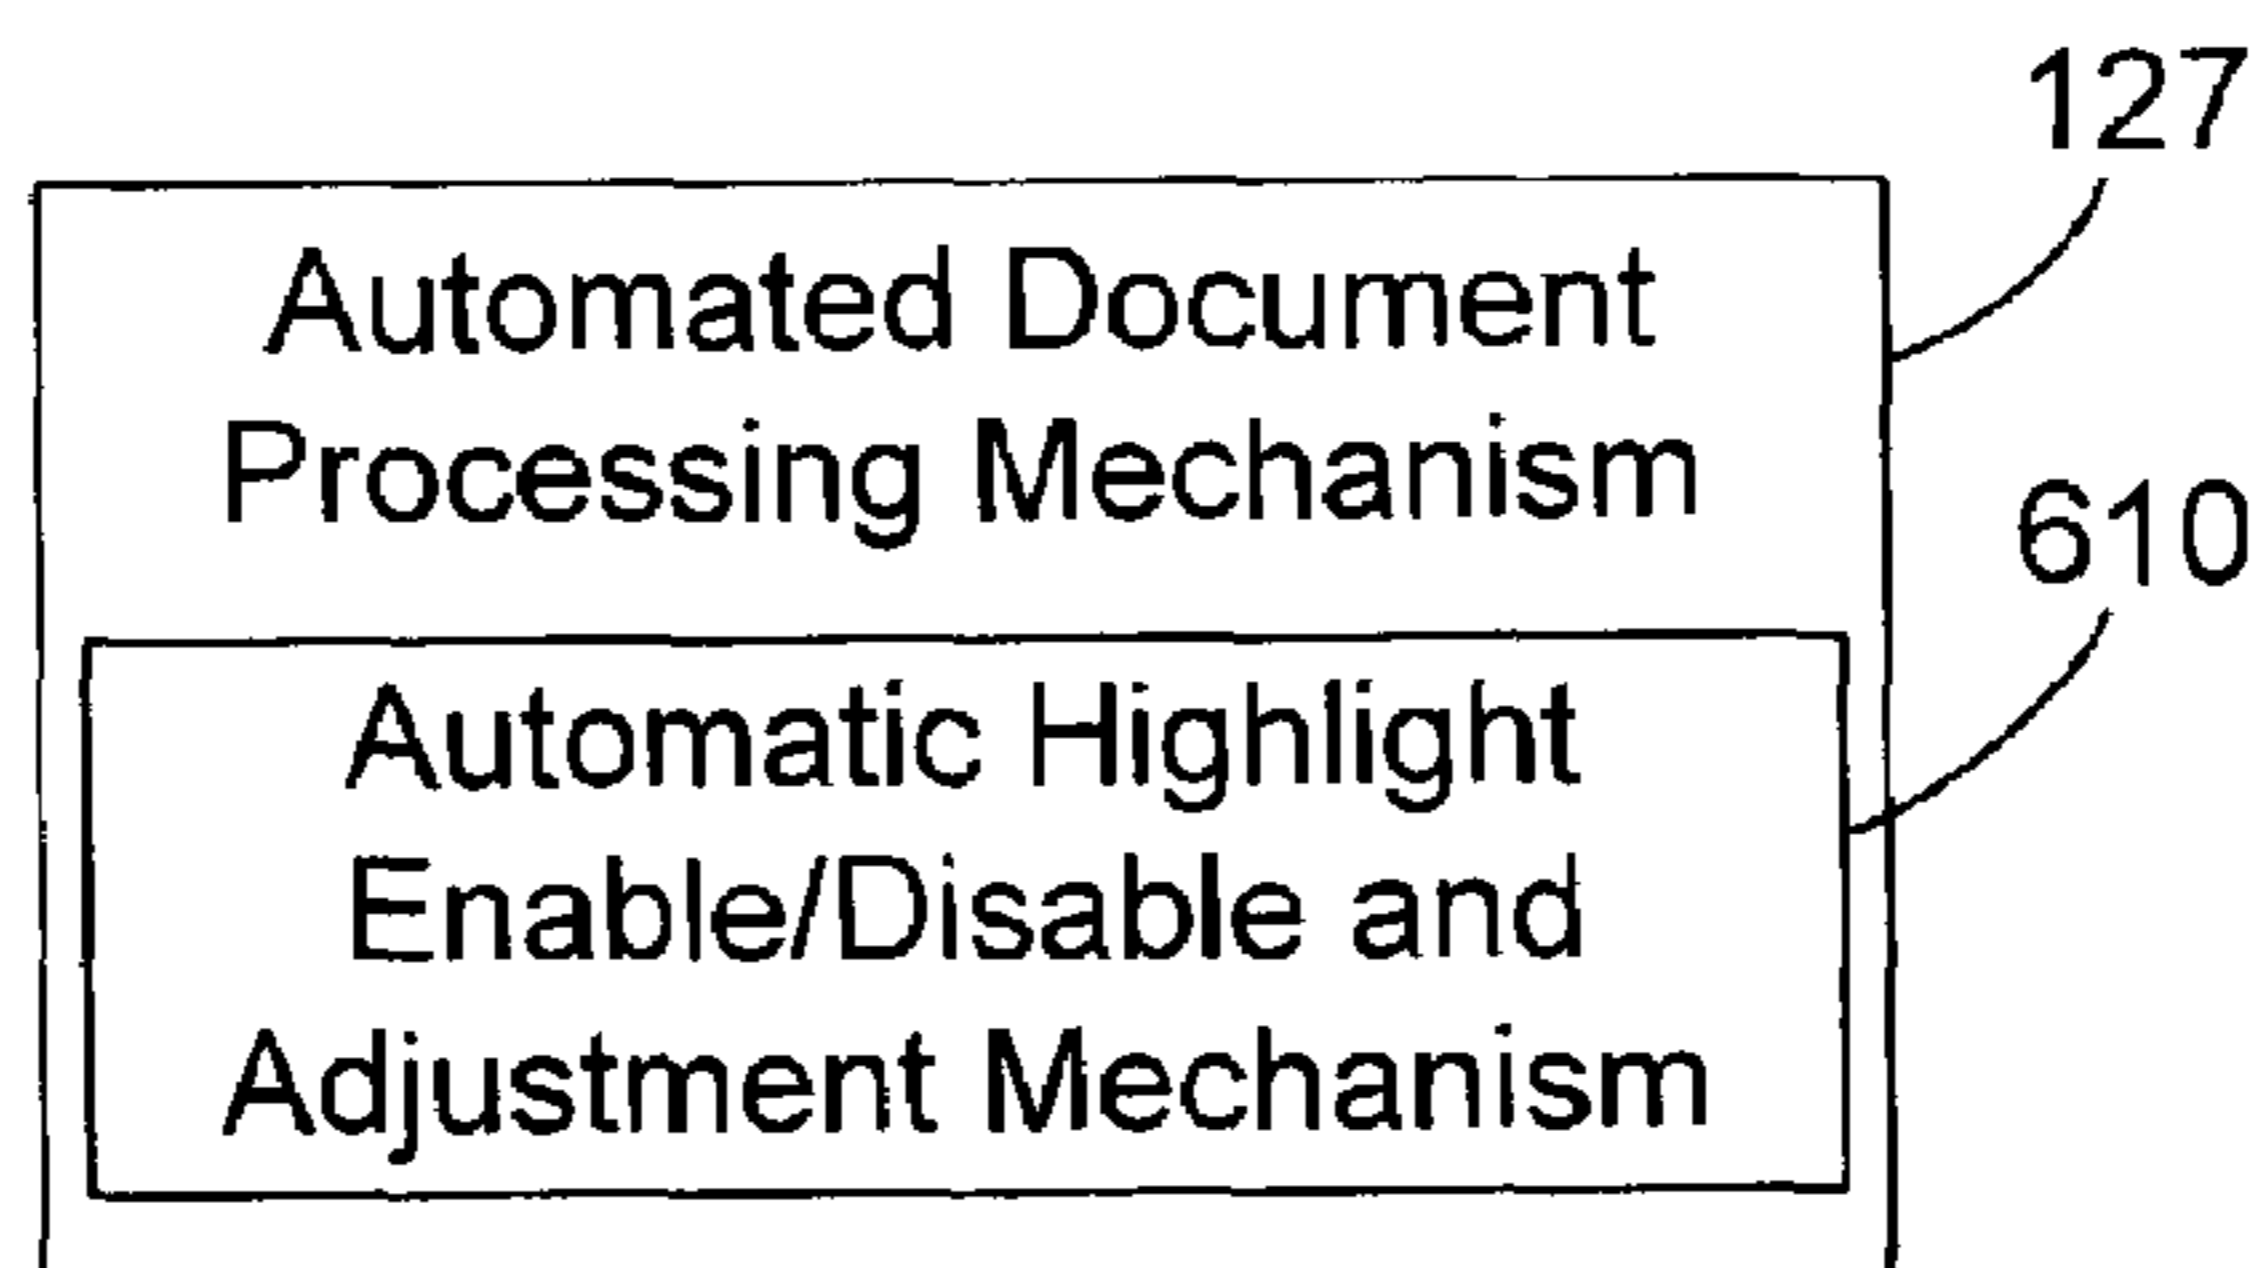 127
Automated Document
Processing Mechanism
610
Automatic Highlight
Enable/Disable and
Adjustment Mechanism